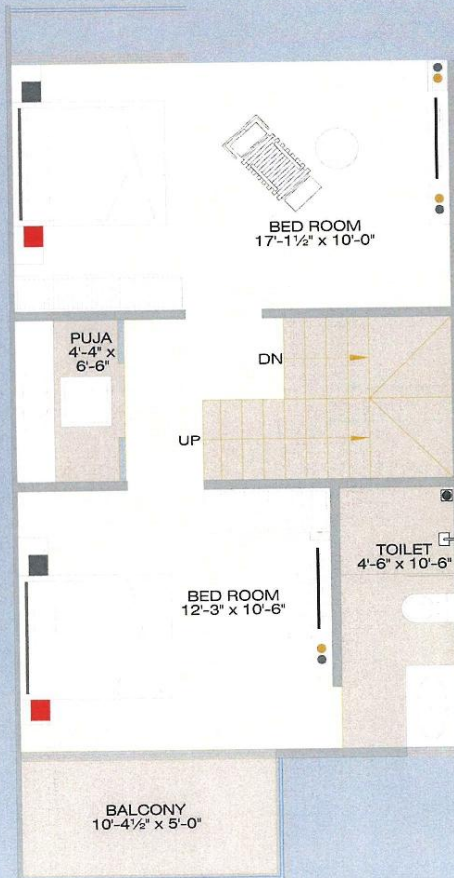 BED ROOM
17'-1½" x 10'-0"
PUJA
4'-4" x
6'-6"
DN
UP
TOILET
4'-6" x 10'-6"
BED ROOM
12'-3" x 10'-6"
BALCONY
10'-4½" x 5'-0"